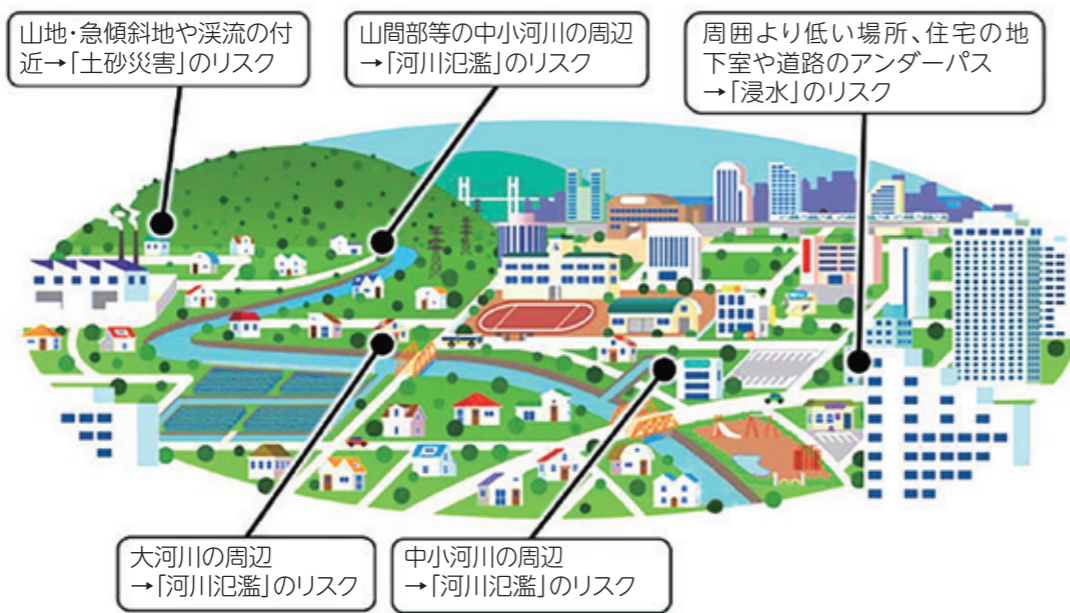 山地・急傾斜地や渓流の付
近→「土砂災害」のリスク
山間部等の中小河川の周辺
→「河川氾濫」のリスク
周囲より低い場所、住宅の地
下室や道路のアンダーパス
→「浸水」のリスク
大河川の周辺
→「河川氾濫」のリスク
中小河川の周辺
→「河川氾濫」のリスク